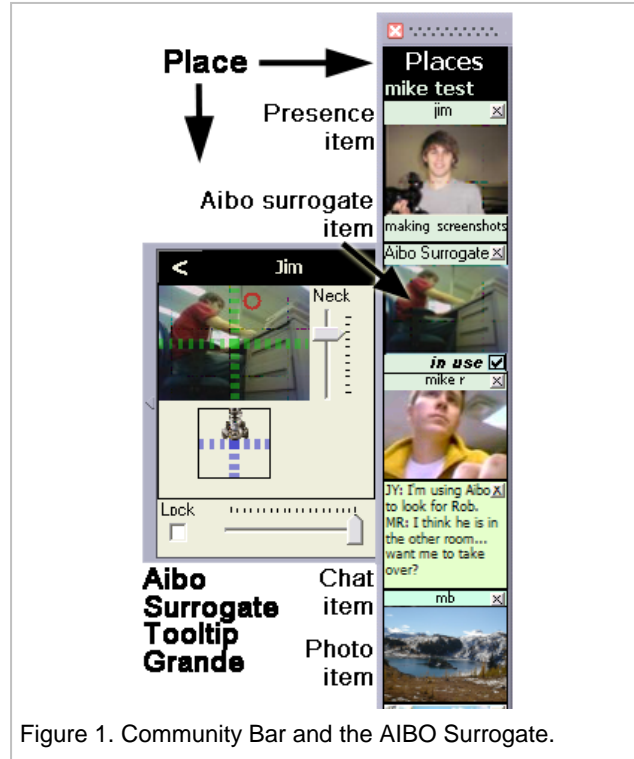 Place
Places
mike test
Presence
item
jim
making screenshots
Aibo surrogate
item
Aibo Surrogate
in use
<
Jim
Neck
Lock
Aibo
Surrogate
Tooltip
Grande
mike r
Chat
item
JY: I'm using Aibo
to look for Rob.
MR: I think he is in
the other room...
want me to take
over?
Photo
item
mb
Figure 1. Community Bar and the AIBO Surrogate.